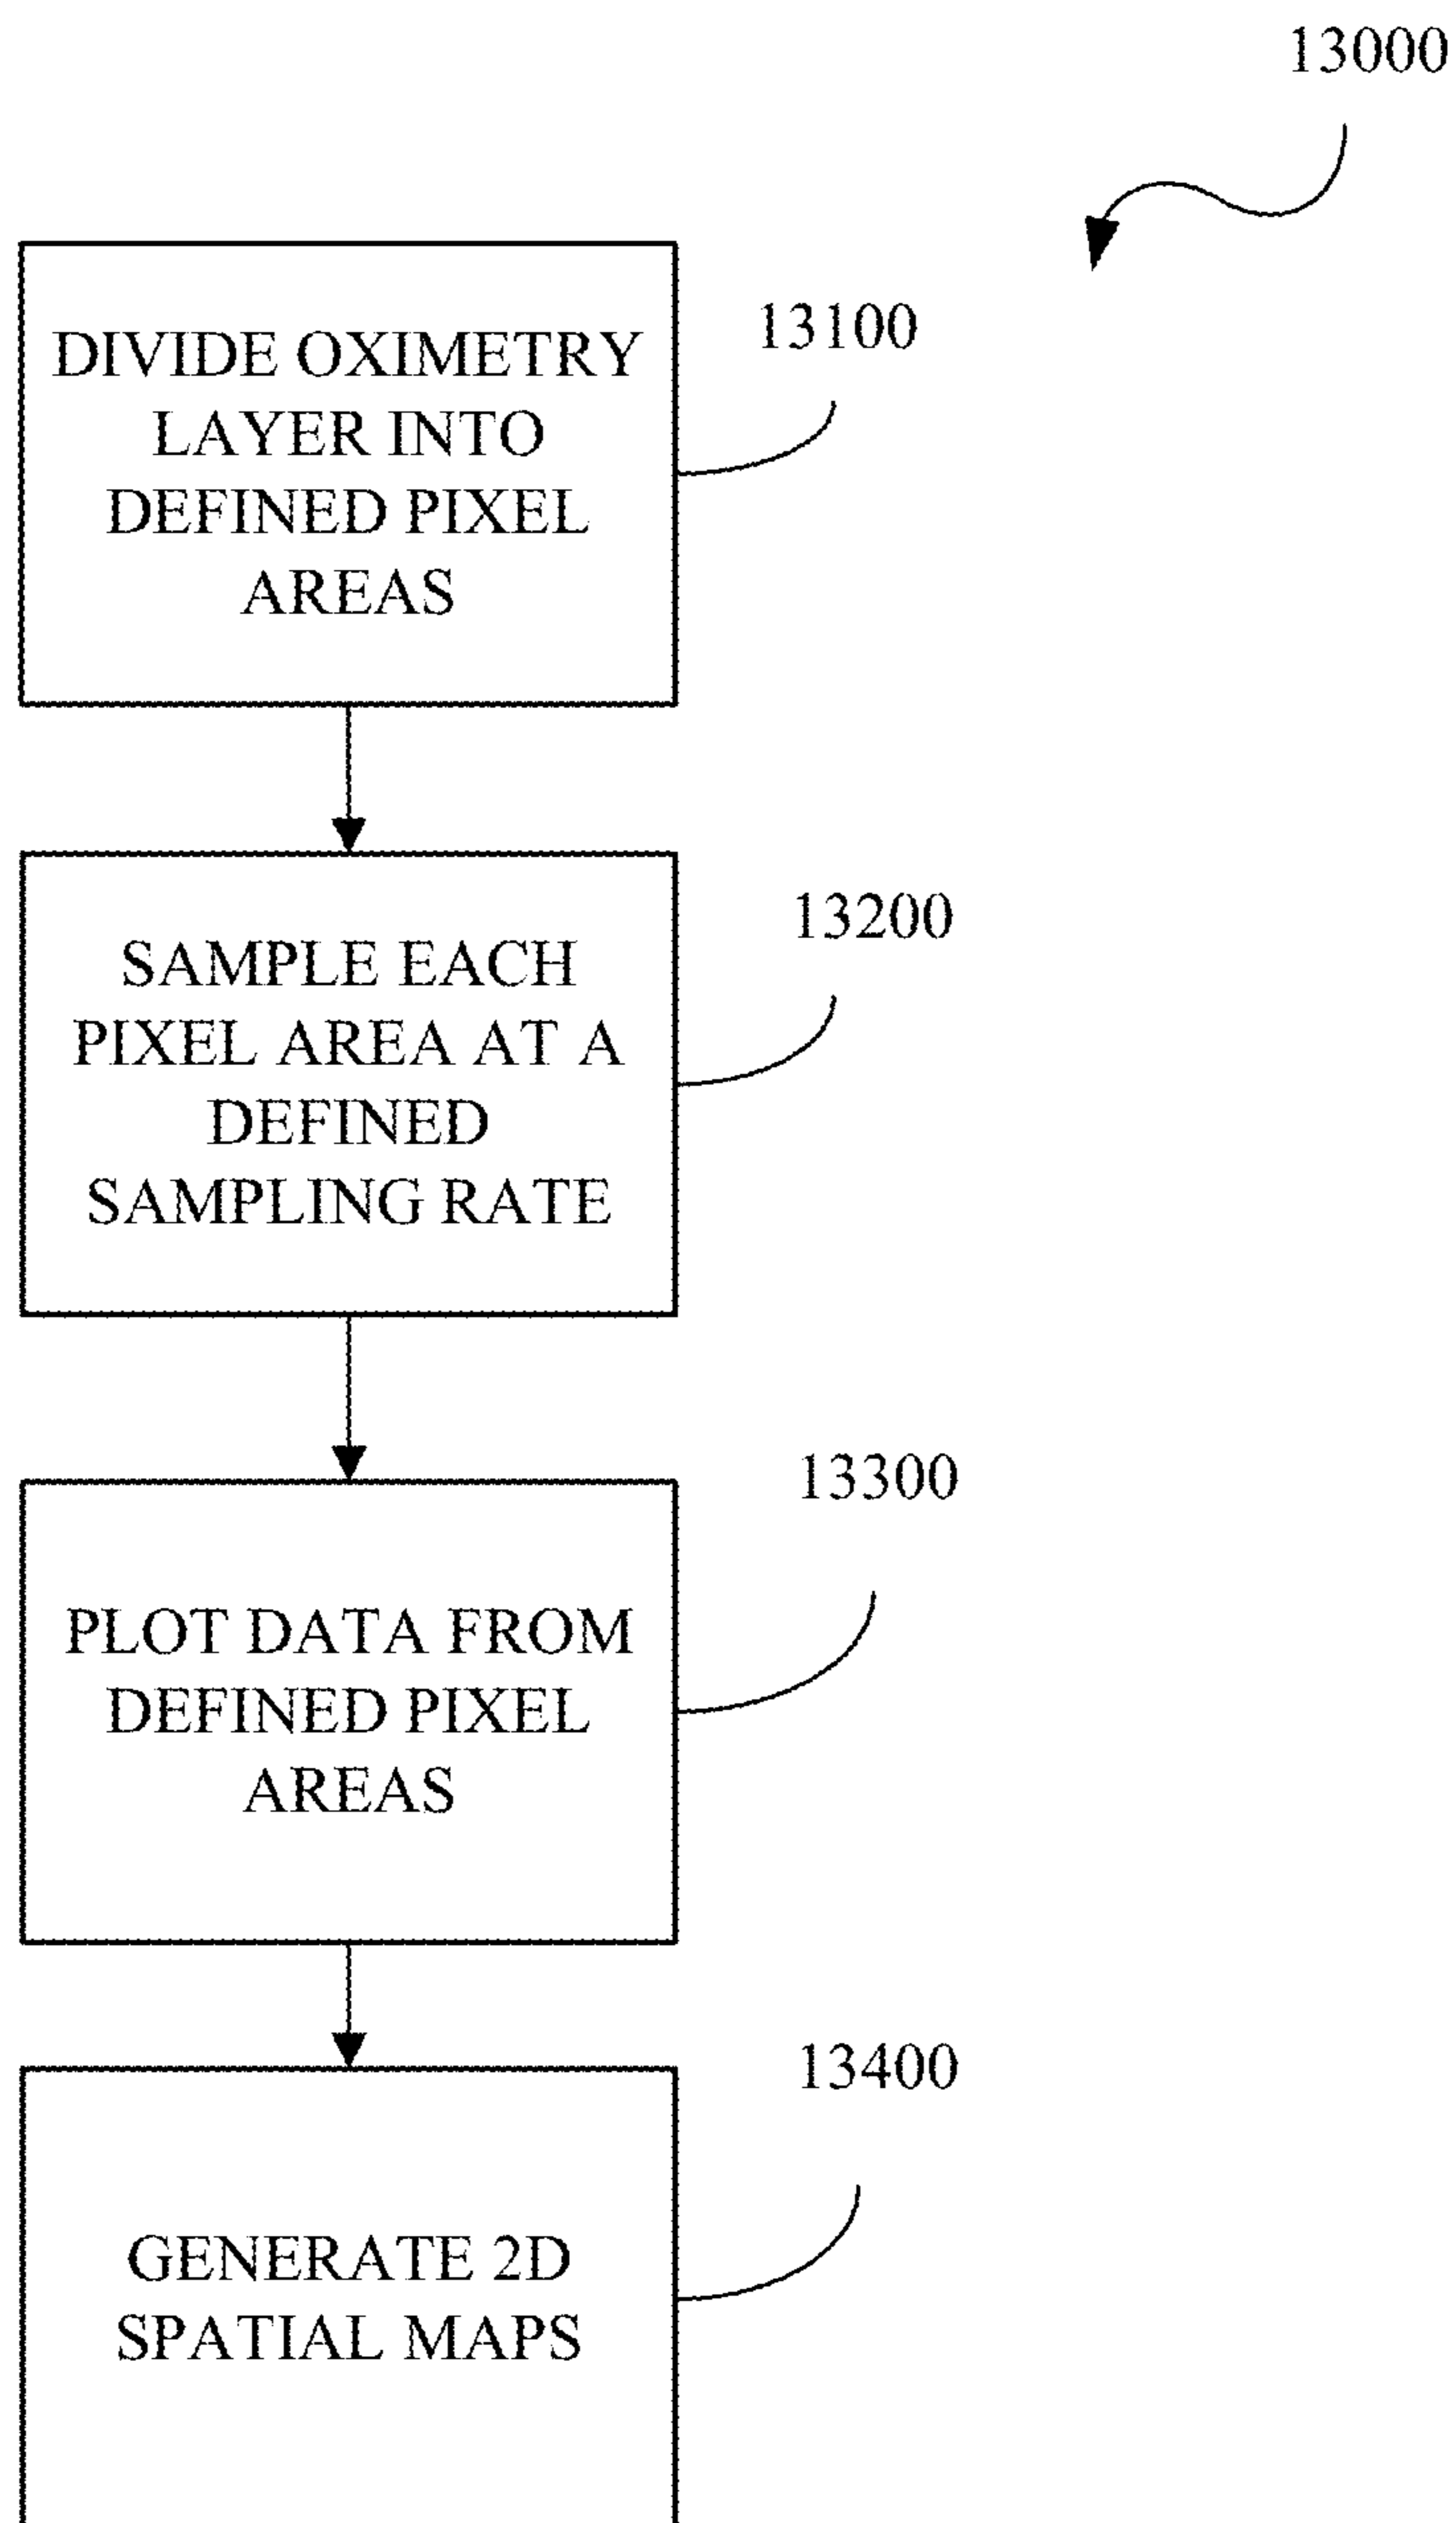 13000
13100
DIVIDE OXIMETRY
LAYER INTO
DEFINED PIXEL
AREAS
13200
SAMPLE EACH
PIXEL AREA AT A
DEFINED
SAMPLING RATE
13300
PLOT DATA FROM
DEFINED PIXEL
AREAS
13400
GENERATE 2D
SPATIAL MAPS